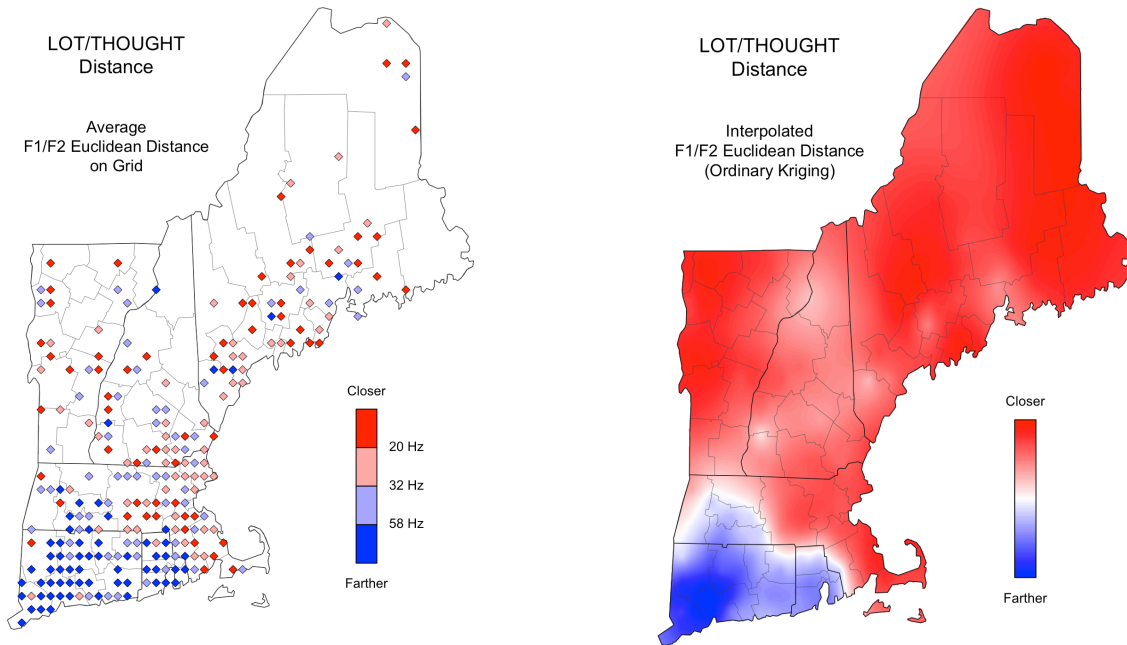 LOT/THOUGHT
Distance
Average
F1/F2 Euclidean Distance
on Grid
Closer
20 Hz
32 Hz
58 Hz
Farther
LOT/THOUGHT
Distance
Interpolated
F1/F2 Euclidean Distance
(Ordinary Kriging)
Closer
Farther